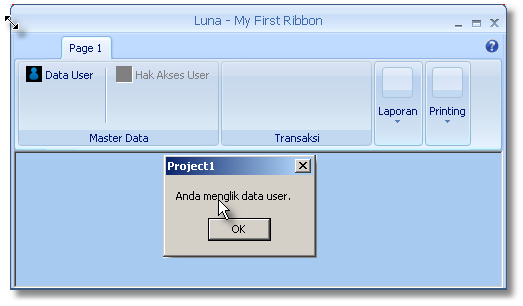 Luna - My First Ribbon
Page 1
Data User
Hak Akses User
Laporan
Printing
Master Data
Transaksi
Project1
Anda menglik data user.
OK